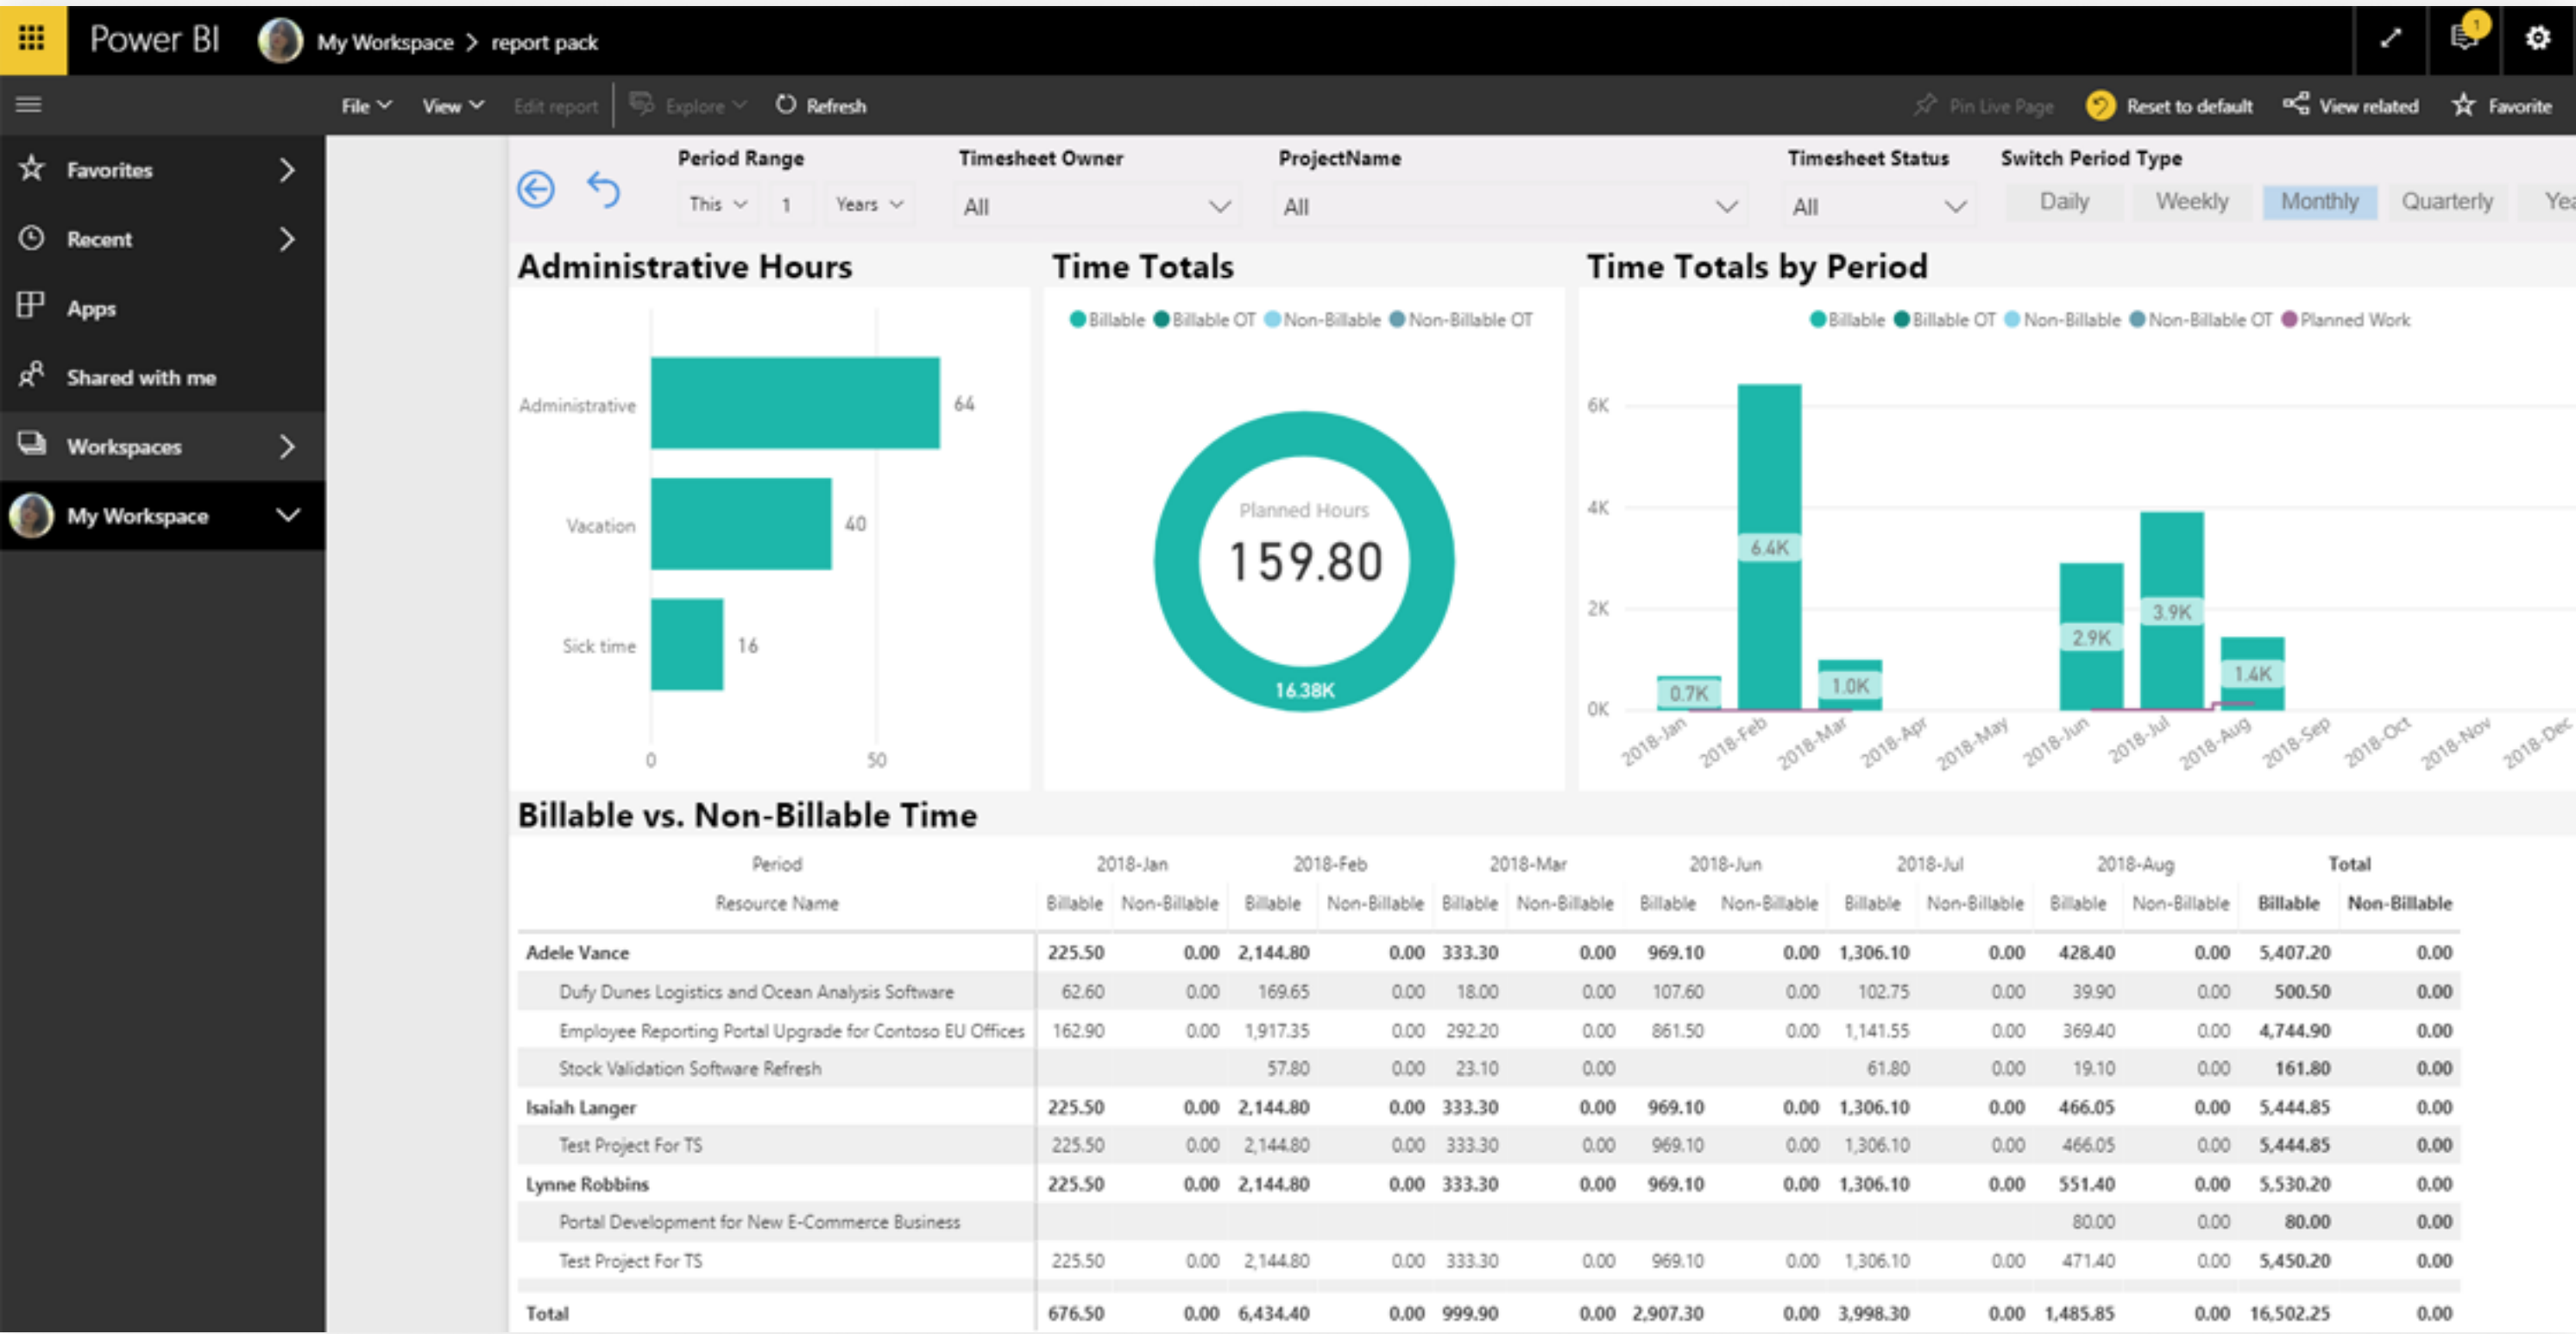 Power BI My Workspace > report pack 1
File View Edit report Explore Refresh Pin Live Page Reset to default View related Favorite
Favorites
Recent
Apps
Shared with me
Workspaces
My Workspace
Period Range Timesheet Owner ProjectName Timesheet Status Switch Period Type
This 1 Years All All All Daily Weekly Monthly Quarterly Yea
Administrative Hours
Administrative 64
Vacation 40
Sick time 16
0 50
Time Totals
Billable Billable OT Non-Billable Non-Billable OT
Planned Hours
159.80
16.38K
Time Totals by Period
Billable Billable OT Non-Billable Non-Billable OT Planned Work
6K
4K
2K
0K
0.7K 6.4K 1.0K 2.9K 3.9K 1.4K
2018-Jan 2018-Feb 2018-Mar 2018-Apr 2018-May 2018-Jun 2018-Jul 2018-Aug 2018-Sep 2018-Oct 2018-Nov 2018-Dec
Billable vs. Non-Billable Time
Period 2018-Jan 2018-Feb 2018-Mar 2018-Jun 2018-Jul 2018-Aug Total
Resource Name Billable Non-Billable Billable Non-Billable Billable Non-Billable Billable Non-Billable Billable Non-Billable Billable Non-Billable Billable Non-Billable
Adele Vance 225.50 0.00 2,144.80 0.00 333.30 0.00 969.10 0.00 1,306.10 0.00 428.40 0.00 5,407.20 0.00
Dufy Dunes Logistics and Ocean Analysis Software 62.60 0.00 169.65 0.00 18.00 0.00 107.60 0.00 102.75 0.00 39.90 0.00 500.50 0.00
Employee Reporting Portal Upgrade for Contoso EU Offices 162.90 0.00 1,917.35 0.00 292.20 0.00 861.50 0.00 1,141.55 0.00 369.40 0.00 4,744.90 0.00
Stock Validation Software Refresh 57.80 0.00 23.10 0.00 61.80 0.00 19.10 0.00 161.80 0.00
Isaiah Langer 225.50 0.00 2,144.80 0.00 333.30 0.00 969.10 0.00 1,306.10 0.00 466.05 0.00 5,444.85 0.00
Test Project For TS 225.50 0.00 2,144.80 0.00 333.30 0.00 969.10 0.00 1,306.10 0.00 466.05 0.00 5,444.85 0.00
Lynne Robbins 225.50 0.00 2,144.80 0.00 333.30 0.00 969.10 0.00 1,306.10 0.00 551.40 0.00 5,530.20 0.00
Portal Development for New E-Commerce Business 80.00 0.00 80.00 0.00
Test Project For TS 225.50 0.00 2,144.80 0.00 333.30 0.00 969.10 0.00 1,306.10 0.00 471.40 0.00 5,450.20 0.00
Total 676.50 0.00 6,434.40 0.00 999.90 0.00 2,907.30 0.00 3,998.30 0.00 1,485.85 0.00 16,502.25 0.00